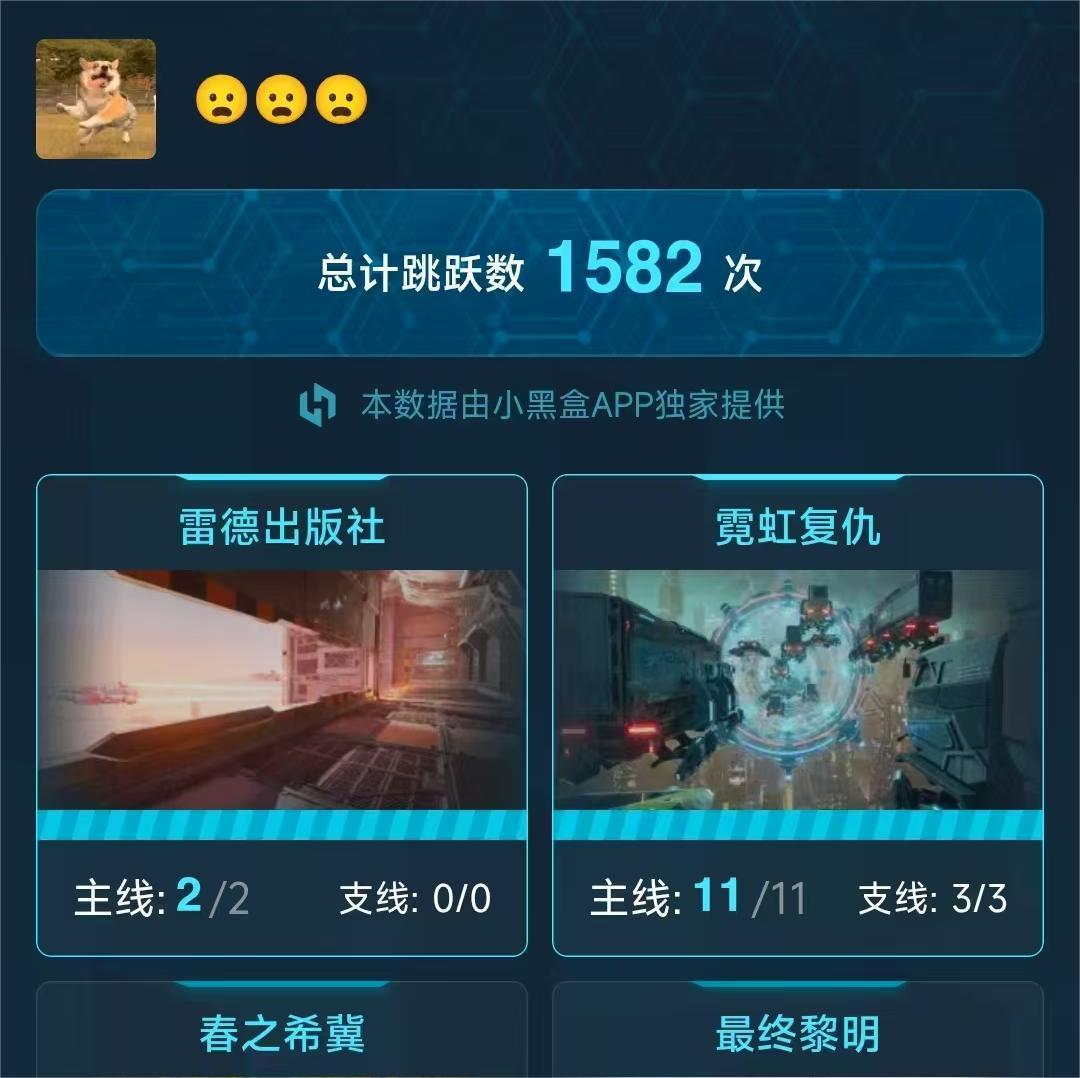 😦😦😦
总计跳跃数 1582 次
本数据由小黑盒APP独家提供
雷德出版社
霓虹复仇
主线: 2/2 支线: 0/0
主线: 11/11 支线: 3/3
春之希冀
最终黎明